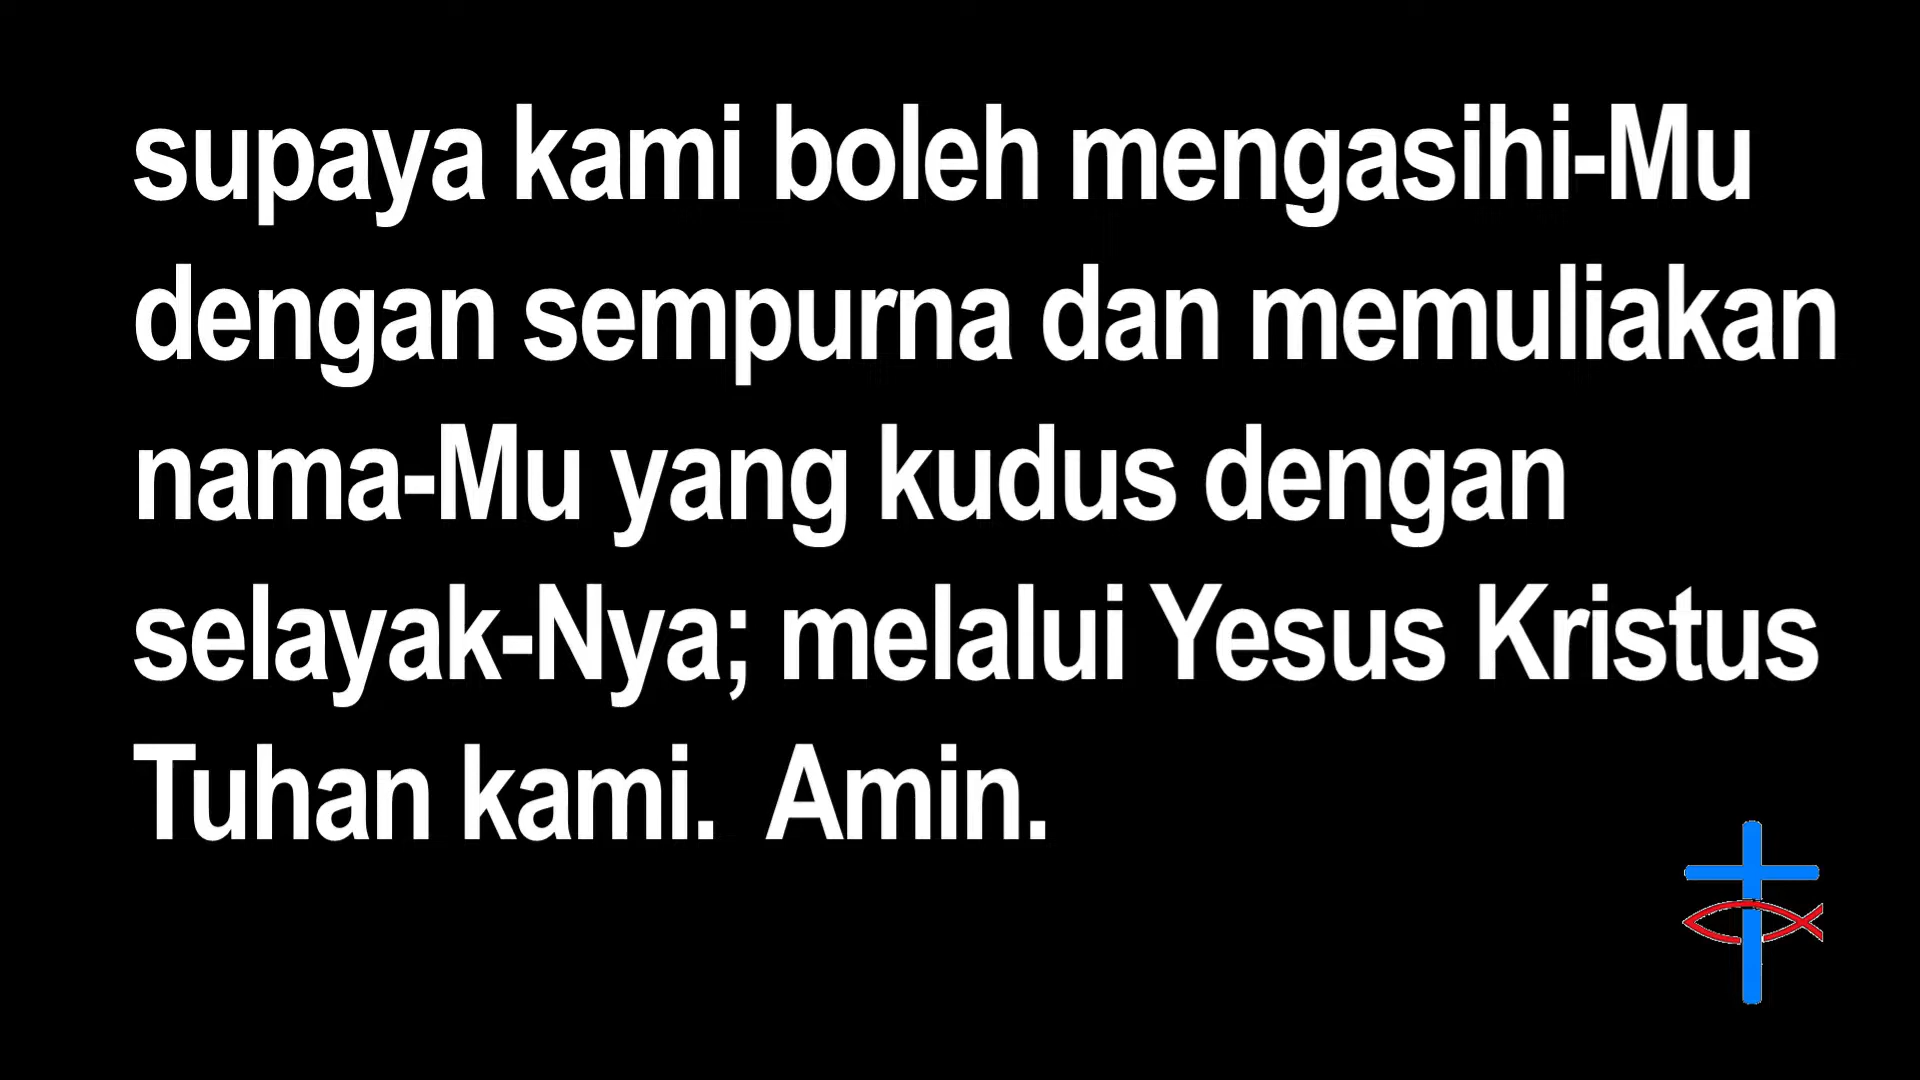 supaya kami boleh mengasihi-Mu
dengan sempurna dan memuliakan
nama-Mu yang kudus dengan
selayak-Nya; melalui Yesus Kristus
Tuhan kami.  Amin.